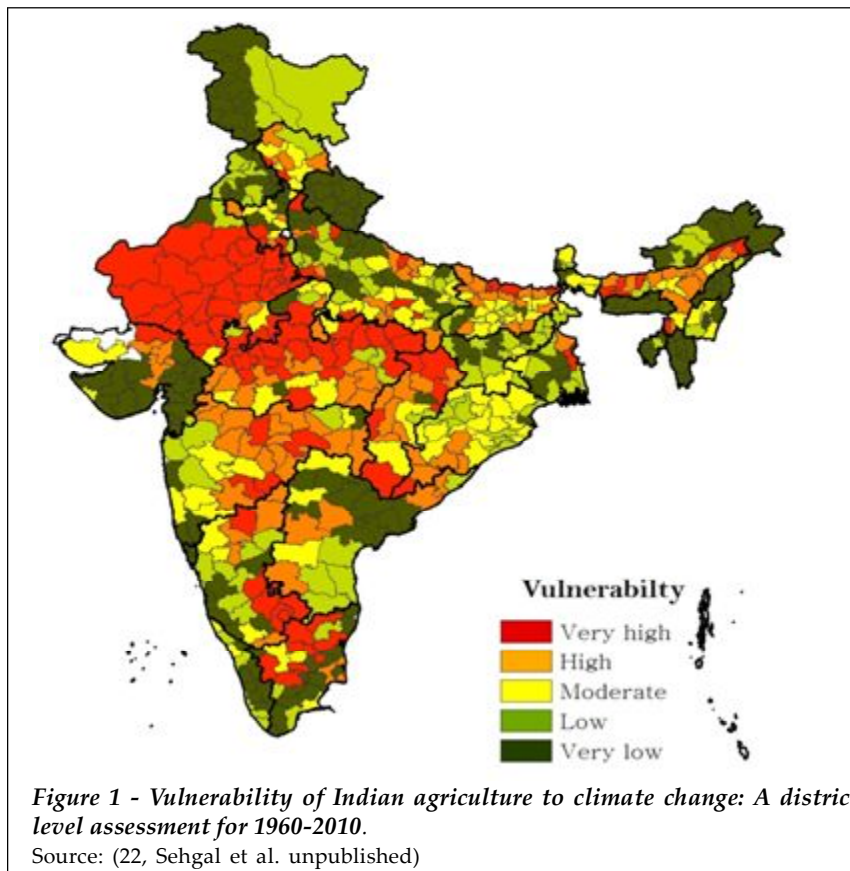 Vulnerabilty
Very high
High
Moderate
Low
Very low
Figure 1 - Vulnerability of Indian agriculture to climate change: A distric
level assessment for 1960-2010.
Source: (22, Sehgal et al. unpublished)